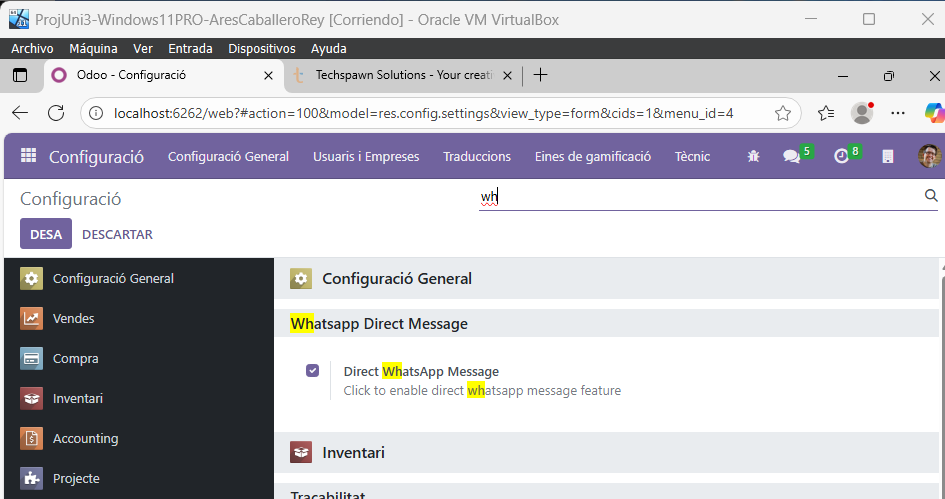 ProjUni3-Windows11PRO-AresCaballeroRey [Corriendo] - Oracle VM VirtualBox
Archivo Máquina Ver Entrada Dispositivos Ayuda
Odoo - Configuració
Techspawn Solutions - Your creati
localhost:6262/web?#action=100&model=res.config.settings&view_type=form&cids=1&menu_id=4
Configuració Configuració General Usuaris i Empreses Traduccions Eines de gamificació Tècnic 5 8
Configuració
wh
DESA DESCARTAR
Configuració General
Vendes
Compra
Inventari
Accounting
Projecte
Configuració General
Whatsapp Direct Message
Direct WhatsApp Message
Click to enable direct whatsapp message feature
Inventari
Traçabilitat